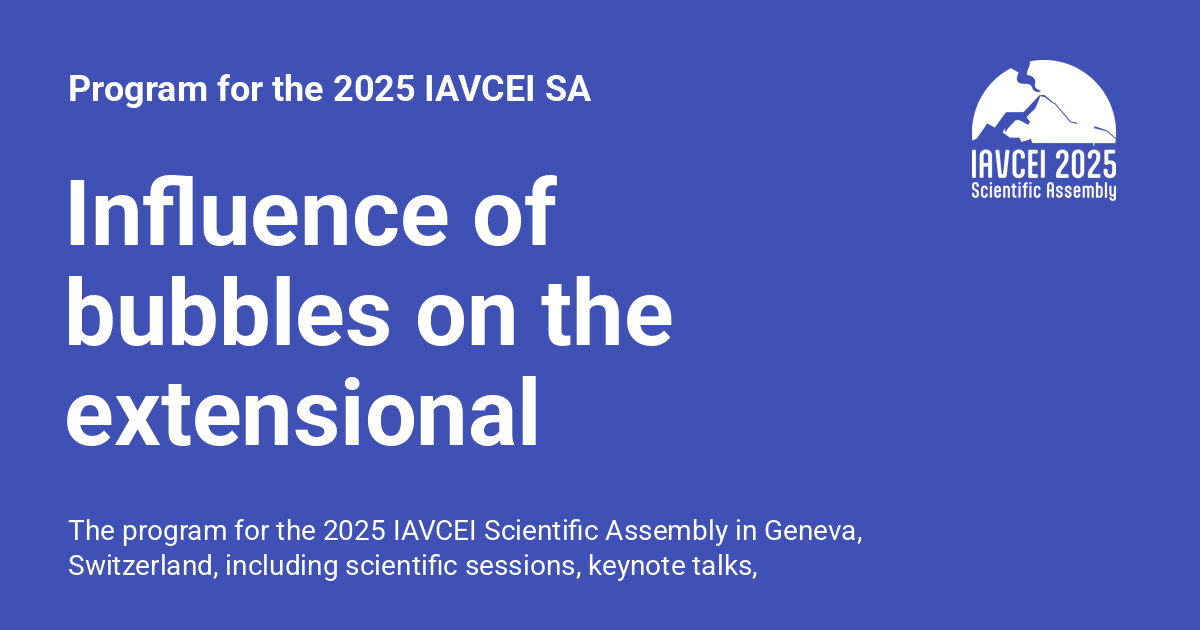 Program for the 2025 IAVCEI SA
IAVCEI 2025
Scientific Assembly
Influence of
bubbles on the
extensional
The program for the 2025 IAVCEI Scientific Assembly in Geneva,
Switzerland, including scientific sessions, keynote talks,